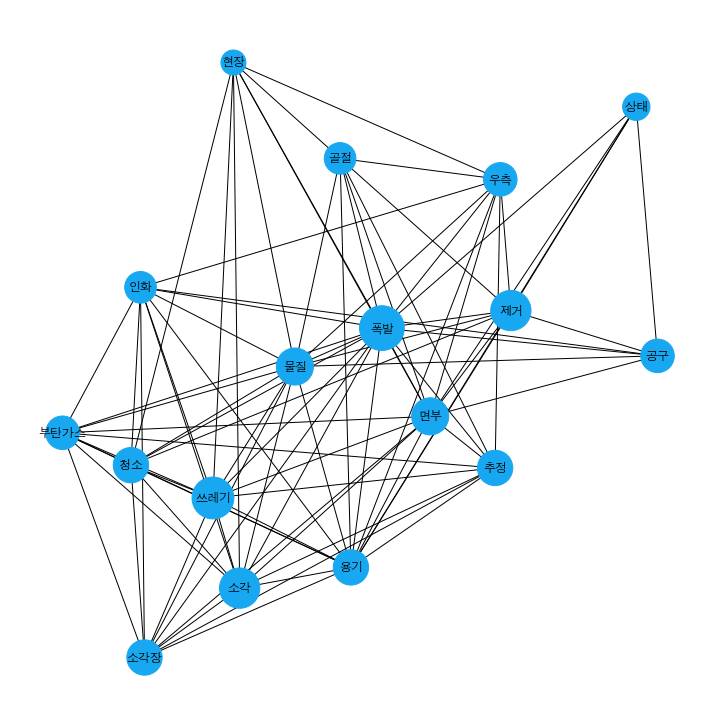 현장
상태
골절
우측
인화
제거
폭발
공구
물질
면부
부탄가스
청소
추정
쓰레기
용기
소각
소각장